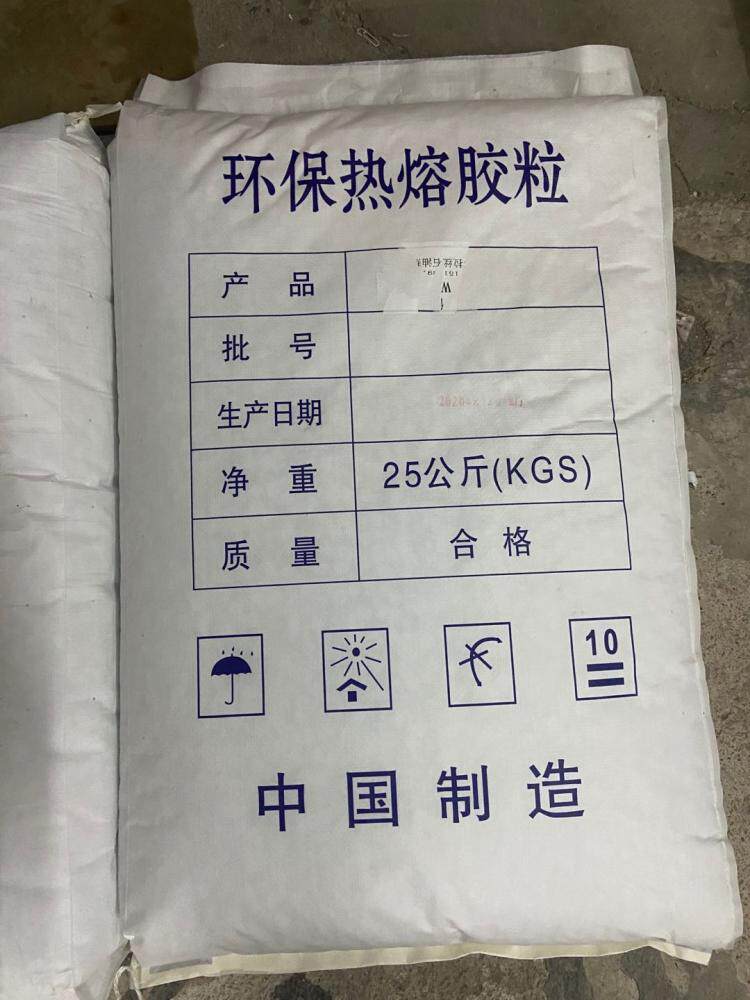 环保热熔胶粒
产品
W
批号
生产日期 2020
净重 25公斤(KGS)
质量 合格
10
中国制造